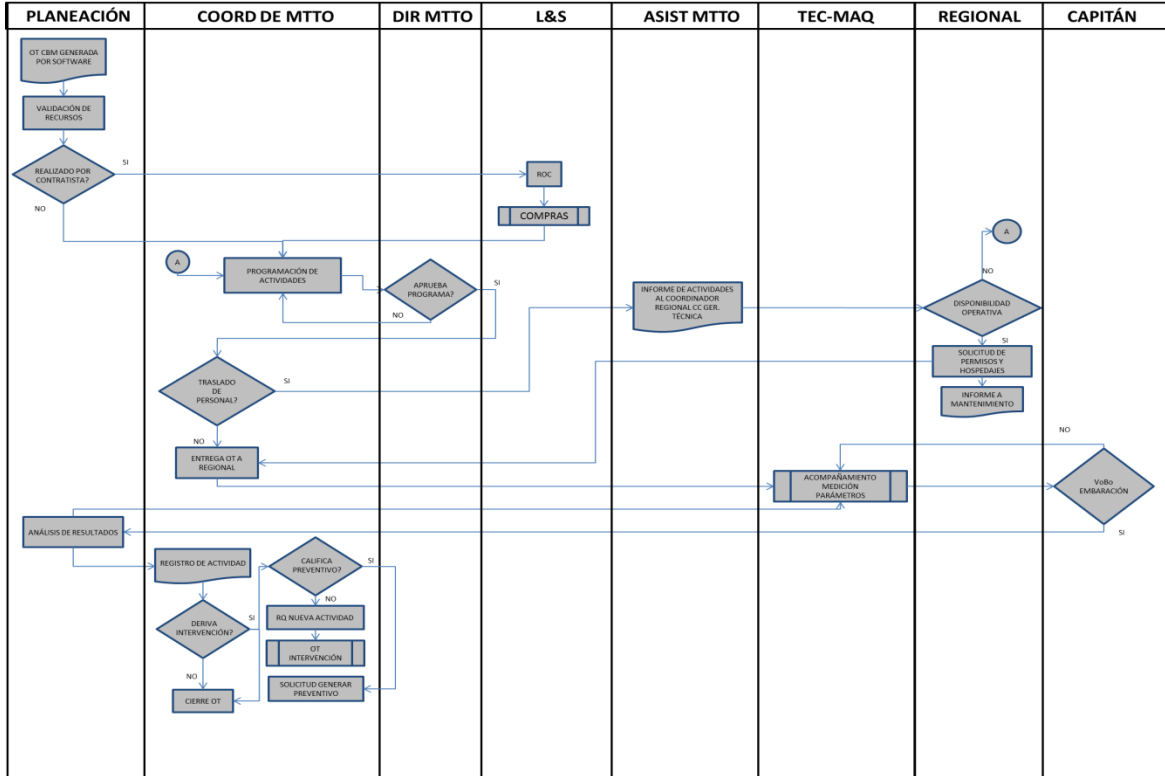 PLANEACIÓN
COORD DE MTTO
DIR MTTO
L&S
ASIST MTTO
TEC-MAQ
REGIONAL
CAPITÁN
OT CBM GENERADA
POR SOFTWARE
VALIDACIÓN DE
RECURSOS
REALIZADO POR
CONTRATISTA?
SI
NO
ROC
COMPRAS
A
PROGRAMACIÓN DE
ACTIVIDADES
APRUEBA
PROGRAMA?
SI
NO
INFORME DE ACTIVIDADES
AL COORDINADOR
REGIONAL CC GER.
TÉCNICA
A
NO
DISPONIBILIDAD
OPERATIVA
SI
SOLICITUD DE
PERMISOS Y
HOSPEDAJES
INFORME A
MANTENIMIENTO
TRASLADO
DE
PERSONAL?
SI
NO
ENTREGA OT A
REGIONAL
ACOMPAÑAMIENTO
MEDICIÓN
PARÁMETROS
NO
VoBo
EMBARACIÓN
SI
ANÁLISIS DE RESULTADOS
REGISTRO DE ACTIVIDAD
DERIVA
INTERVENCIÓN?
SI
NO
CIERRE OT
CALIFICA
PREVENTIVO?
SI
NO
RQ NUEVA ACTIVIDAD
OT
INTERVENCIÓN
SOLICITUD GENERAR
PREVENTIVO